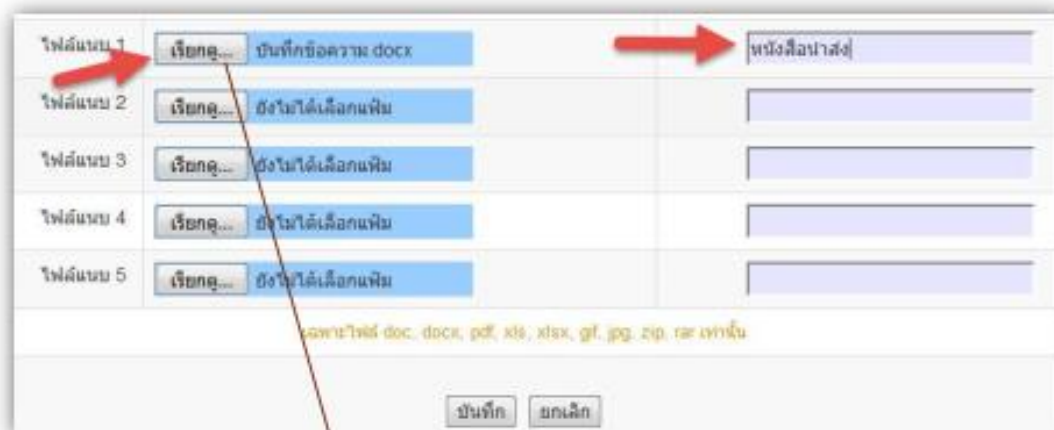 ไฟล์แนบ 1 เรียกดู... บันทึกข้อความ docx หนังสือนำส่ง
ไฟล์แนบ 2 เรียกดู... ยังไม่ได้เลือกแฟ้ม
ไฟล์แนบ 3 เรียกดู... ยังไม่ได้เลือกแฟ้ม
ไฟล์แนบ 4 เรียกดู... ยังไม่ได้เลือกแฟ้ม
ไฟล์แนบ 5 เรียกดู... ยังไม่ได้เลือกแฟ้ม
เฉพาะไฟล์ doc, docx, pdf, xls, xlsx, gif, jpg, zip, rar เท่านั้น
บันทึก ยกเลิก